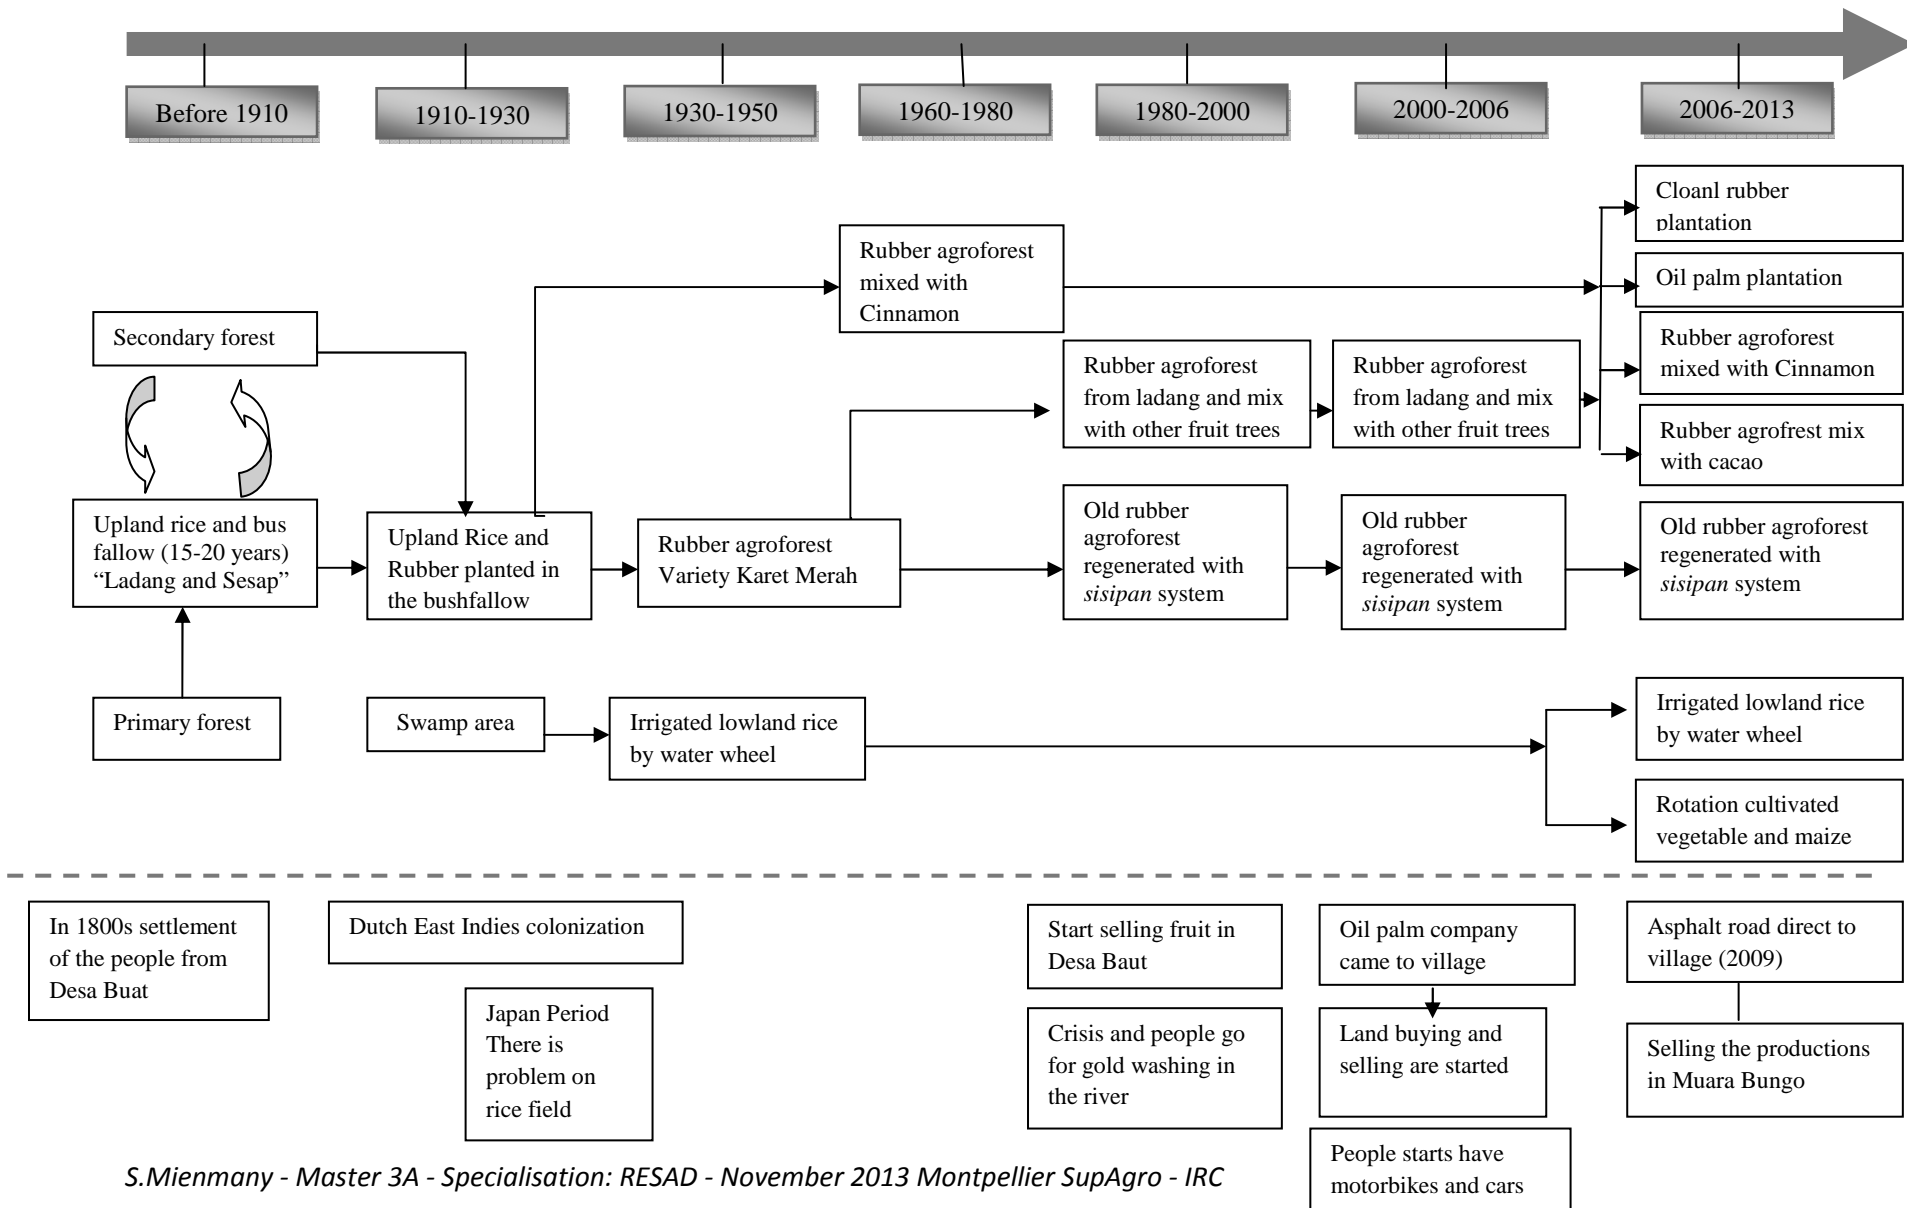 Before 1910
1910-1930
1930-1950
1960-1980
1980-2000
2000-2006
2006-2013
Cloanl rubber
plantation
Rubber agroforest
mixed with
Cinnamon
Oil palm plantation
Secondary forest
Rubber agroforest
from ladang and mix
with other fruit trees
Rubber agroforest
from ladang and mix
with other fruit trees
Rubber agroforest
mixed with Cinnamon
Rubber agrofrest mix
with cacao
Upland rice and bus
fallow (15-20 years)
“Ladang and Sesap”
Upland Rice and
Rubber planted in
the bushfallow
Rubber agroforest
Variety Karet Merah
Old rubber
agroforest
regenerated with
sisipan system
Old rubber
agroforest
regenerated with
sisipan system
Old rubber agroforest
regenerated with
sisipan system
Primary forest
Swamp area
Irrigated lowland rice
by water wheel
Irrigated lowland rice
by water wheel
Rotation cultivated
vegetable and maize
In 1800s settlement
of the people from
Desa Buat
Dutch East Indies colonization
Japan Period
There is
problem on
rice field
Start selling fruit in
Desa Baut
Crisis and people go
for gold washing in
the river
Oil palm company
came to village
Land buying and
selling are started
People starts have
motorbikes and cars
Asphalt road direct to
village (2009)
Selling the productions
in Muara Bungo
S.Mienmany - Master 3A - Specialisation: RESAD - November 2013 Montpellier SupAgro - IRC